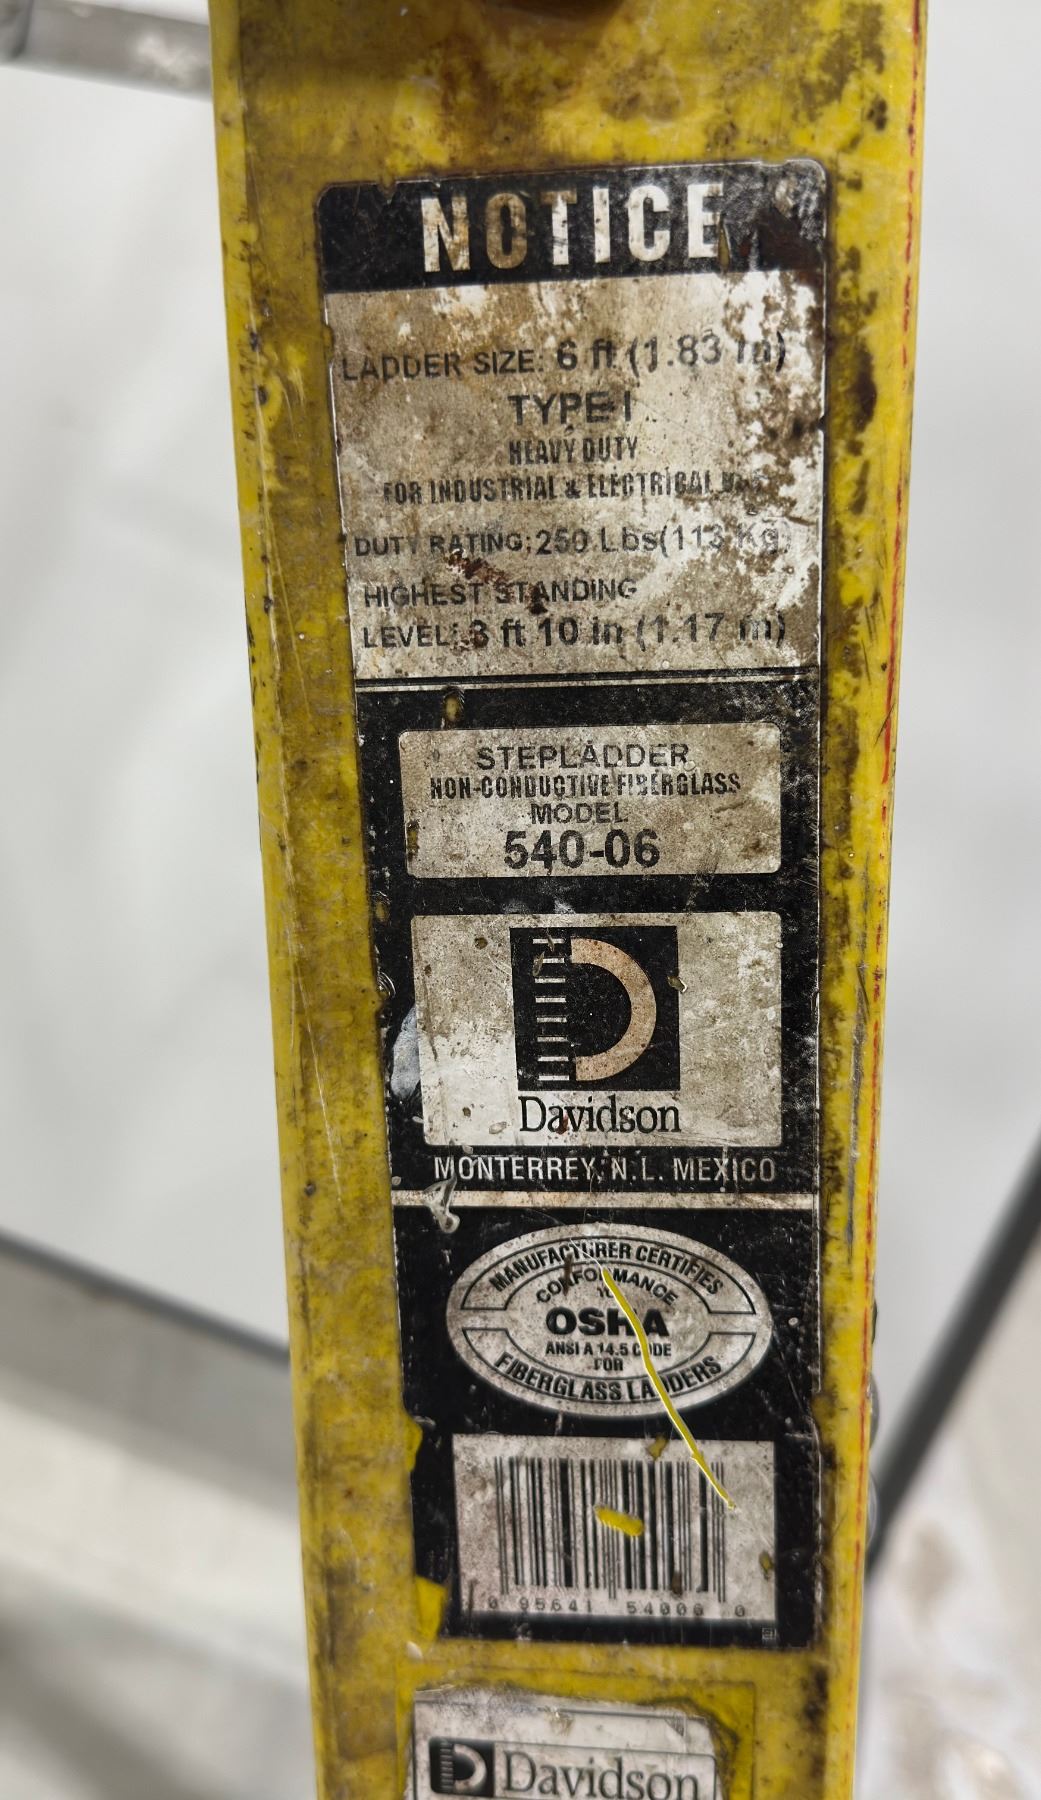 NOTICE
LADDER SIZE: 6 ft (1.83 m)
TYPE I
HEAVY DUTY
FOR INDUSTRIAL & ELECTRICAL
DUTY RATING: 250 Lbs(113 Kg)
HIGHEST STANDING
LEVEL: 3 ft 10 in (1.17 m)
STEPLADDER
NON-CONDUCTIVE FIBERGLASS
MODEL
540-06
Davidson
MONTERREY, N.L. MEXICO
MANUFACTURER CERTIFIES
CONFORMANCE
TO
OSHA
ANSI A 14.5 CODE
FOR
FIBERGLASS LADDERS
0 95641 54006 0
Davidson